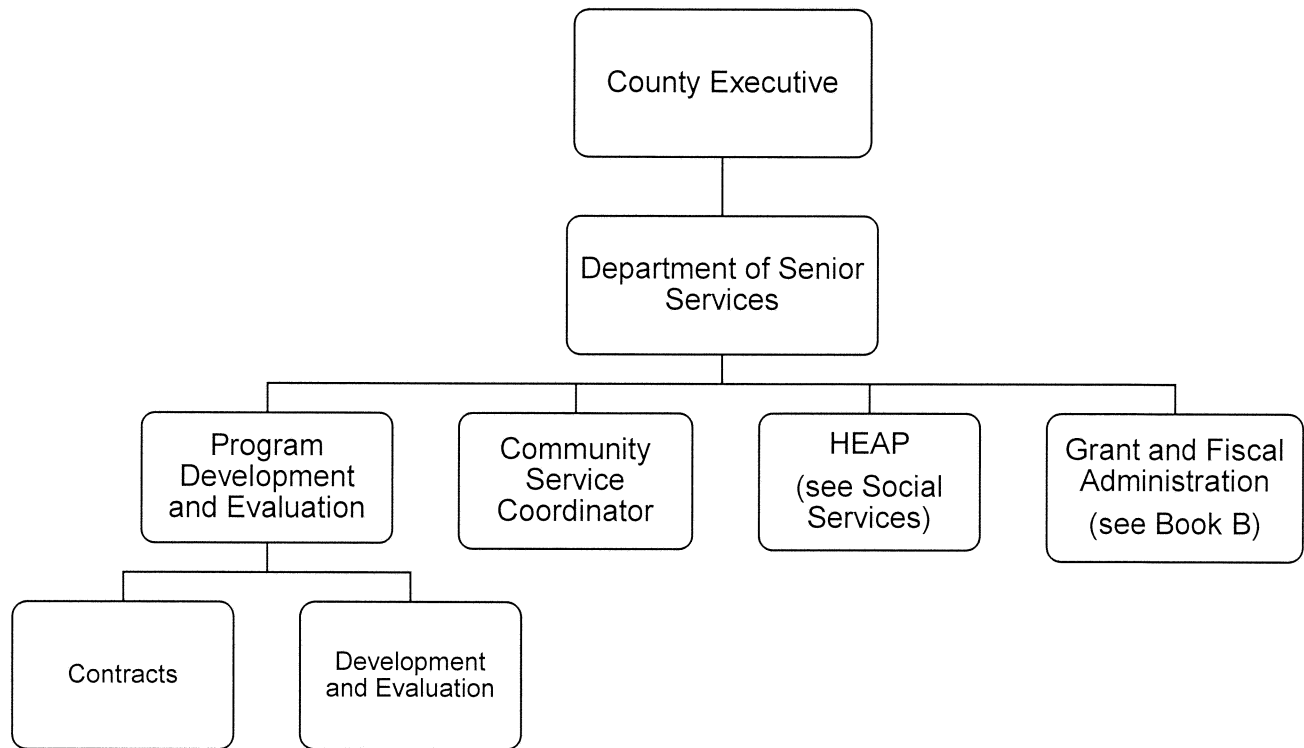 County Executive
Department of Senior
Services
Program
Development
and Evaluation
Community
Service
Coordinator
HEAP
(see Social
Services)
Grant and Fiscal
Administration
(see Book B)
Contracts
Development
and Evaluation